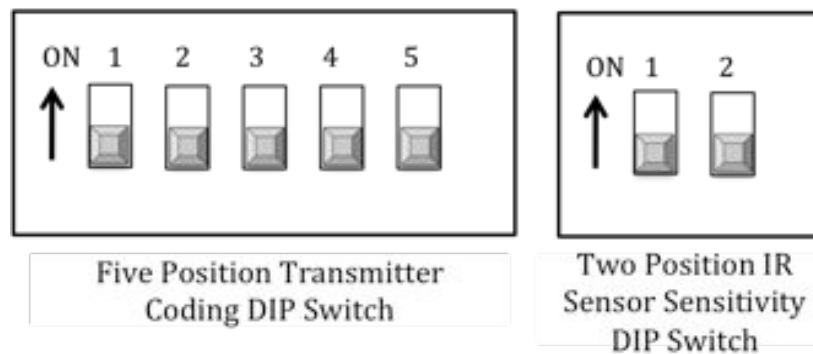 ON 1 2 3 4 5
ON 1 2
Five Position Transmitter
Coding DIP Switch
Two Position IR
Sensor Sensitivity
DIP Switch